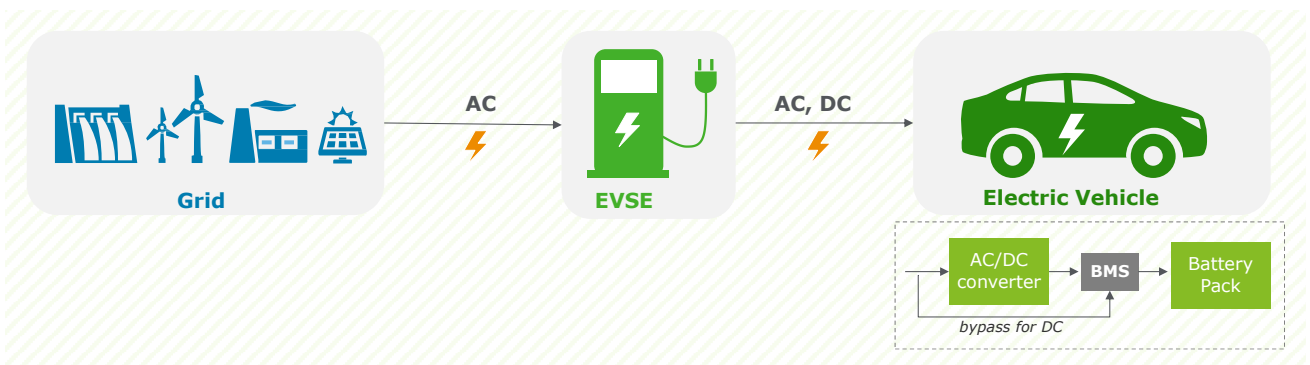 AC
AC, DC
Grid
EVSE
Electric Vehicle
AC/DC
converter
BMS
Battery
Pack
bypass for DC